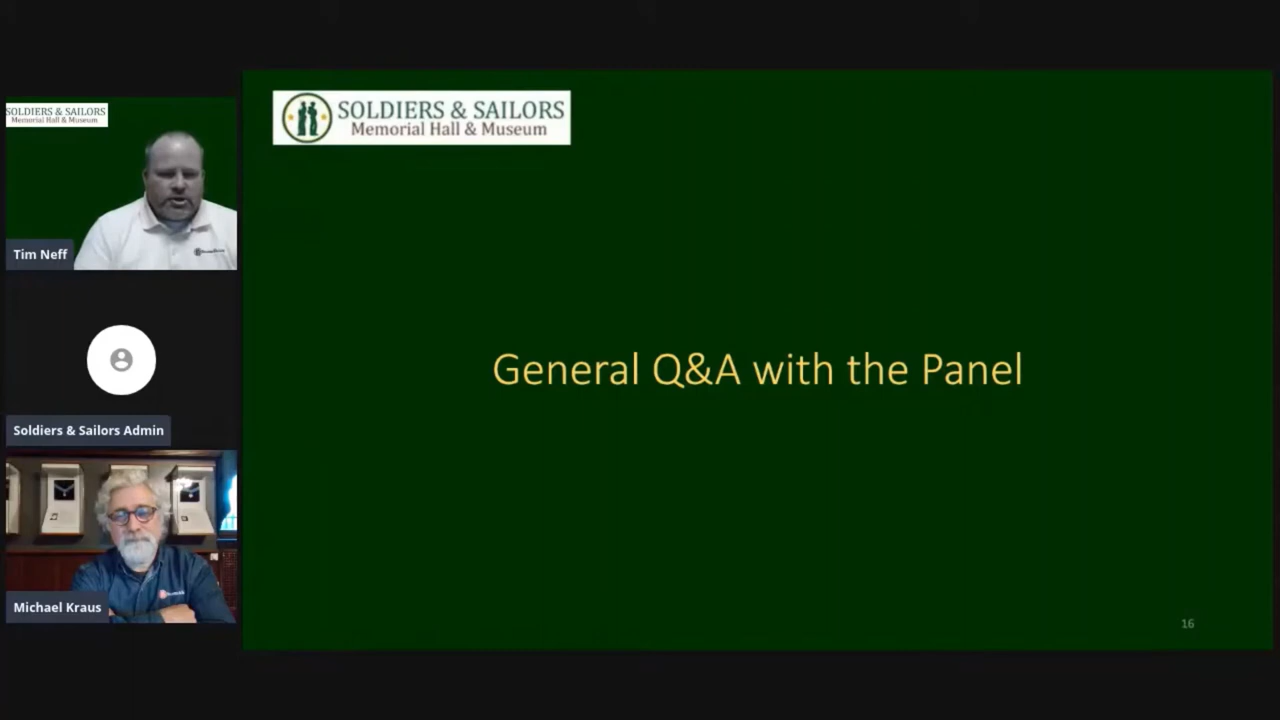 SOLDIERS & SAILORS
Memorial Hall & Museum
Tim Neff
Soldiers & Sailors Admin
Michael Kraus
SOLDIERS & SAILORS
Memorial Hall & Museum
General Q&A with the Panel
16